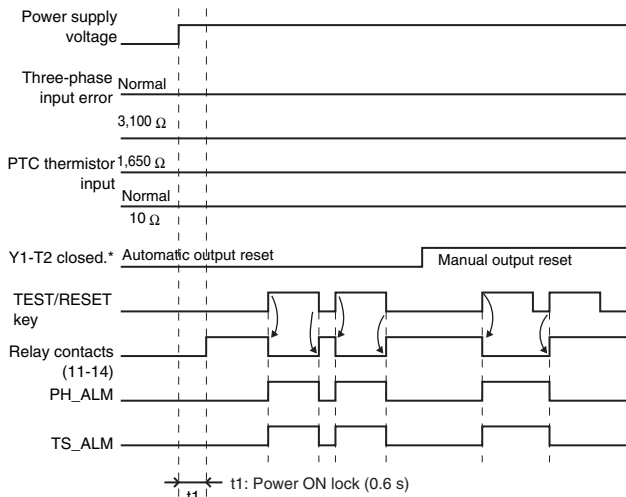 Power supply
voltage
Three-phase
input error
Normal
3,100 Ω
PTC thermistor
input
1,650 Ω
Normal
10 Ω
Y1-T2 closed.*
Automatic output reset
Manual output reset
TEST/RESET
key
Relay contacts
(11-14)
PH_ALM
TS_ALM
t1
t1: Power ON lock (0.6 s)